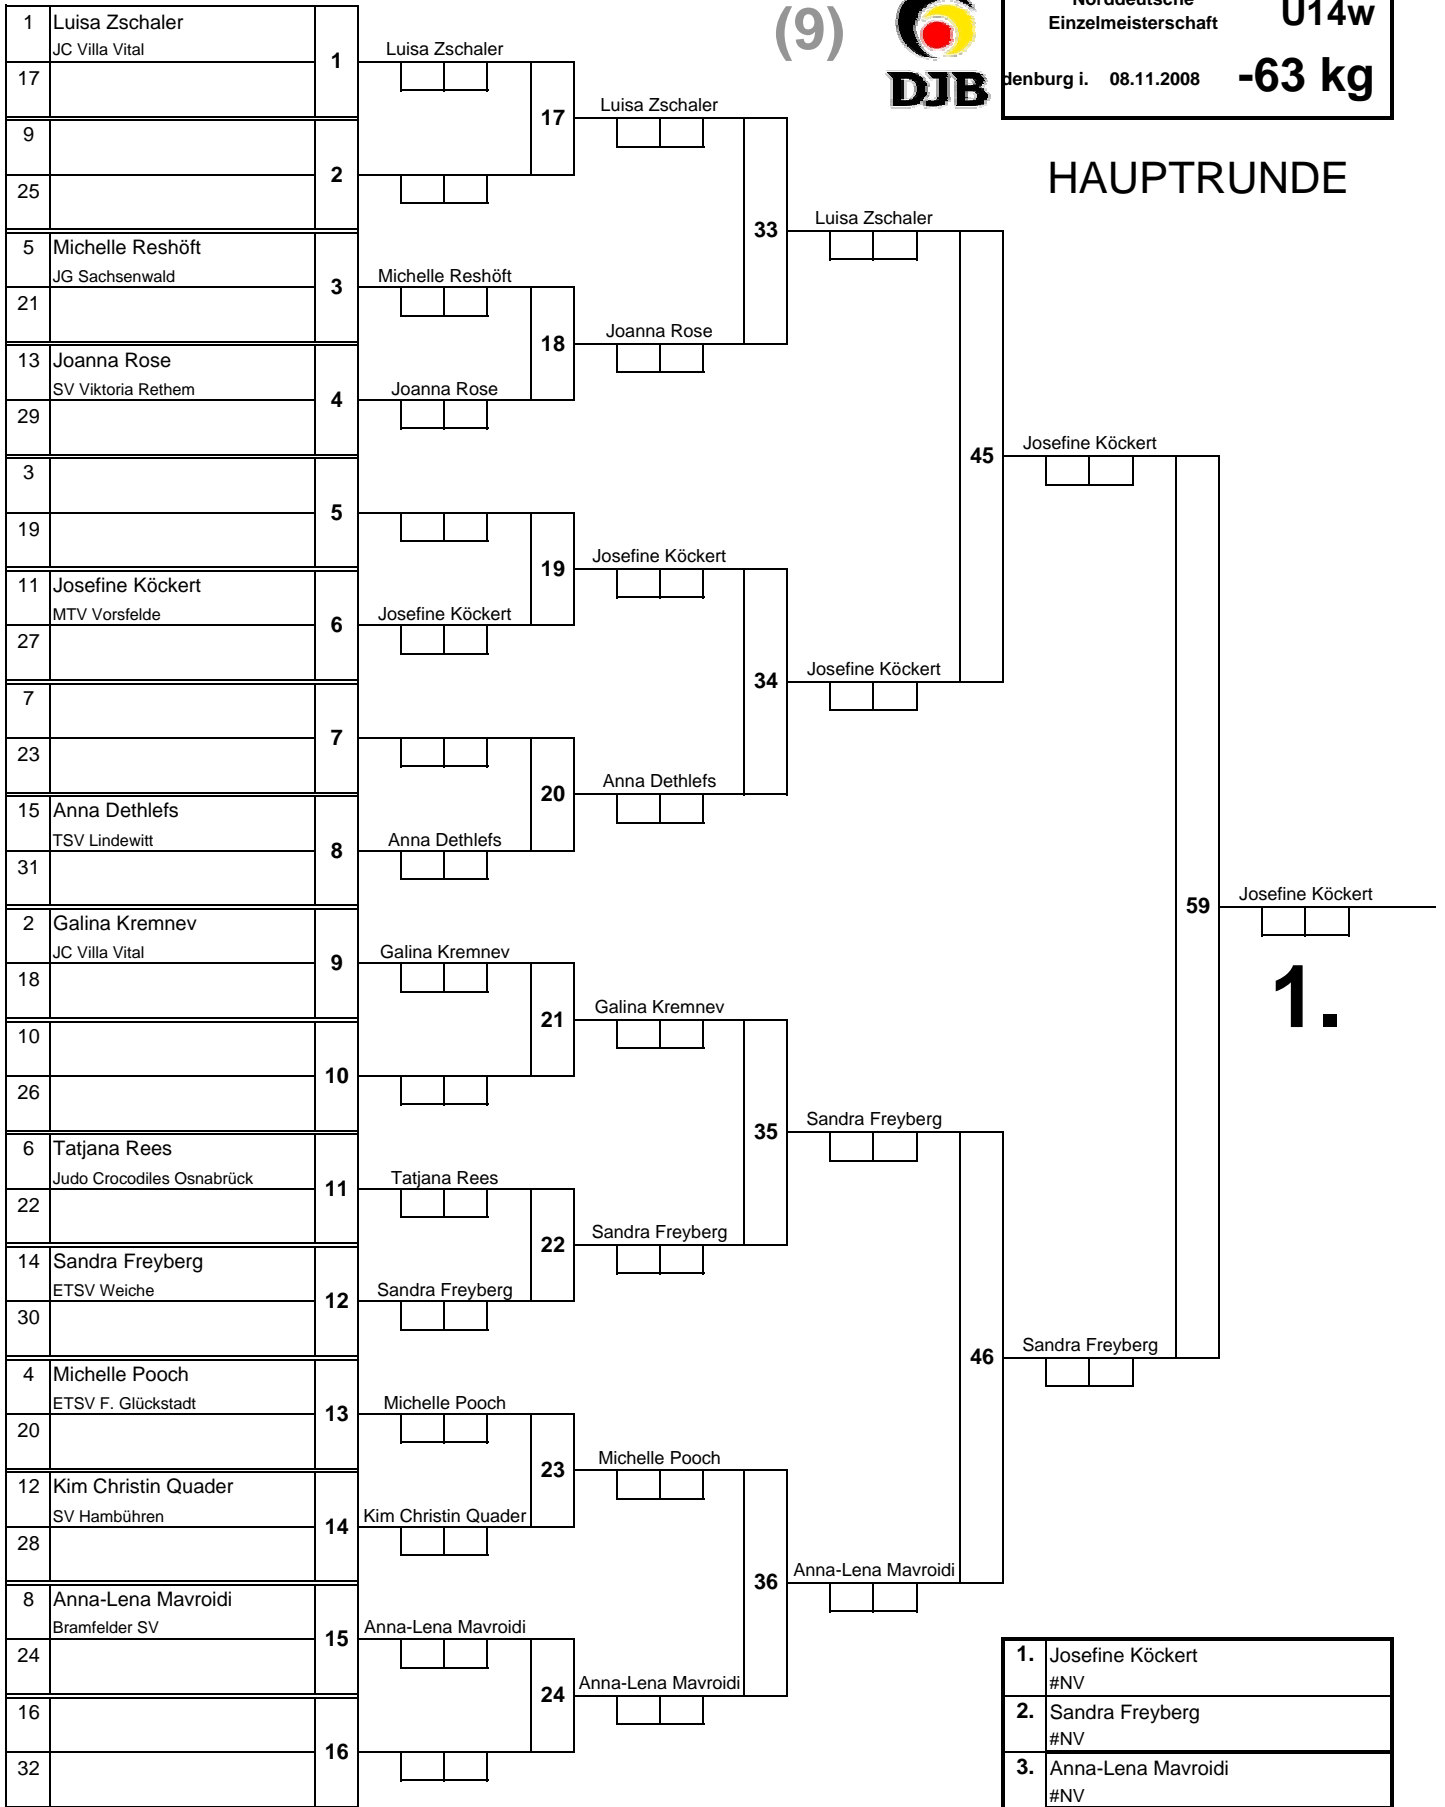 (9)
DJB
Norddeutsche
Einzelmeisterschaft
U14w
denburg i. 08.11.2008
-63 kg
HAUPTRUNDE
1 Luisa Zschaler
JC Villa Vital
17
1
9
25
2
5 Michelle Reshöft
JG Sachsenwald
21
3
13 Joanna Rose
SV Viktoria Rethem
29
4
3
19
5
11 Josefine Köckert
MTV Vorsfelde
27
6
7
23
7
15 Anna Dethlefs
TSV Lindewitt
31
8
2 Galina Kremnev
JC Villa Vital
18
9
10
26
10
6 Tatjana Rees
Judo Crocodiles Osnabrück
22
11
14 Sandra Freyberg
ETSV Weiche
30
12
4 Michelle Pooch
ETSV F. Glückstadt
20
13
12 Kim Christin Quader
SV Hambühren
28
14
8 Anna-Lena Mavroidi
Bramfelder SV
24
15
16
32
16
Luisa Zschaler
17
Michelle Reshöft
18
Joanna Rose
19
Josefine Köckert
20
Anna Dethlefs
Galina Kremnev
21
Tatjana Rees
22
Sandra Freyberg
Michelle Pooch
23
Kim Christin Quader
Anna-Lena Mavroidi
24
Luisa Zschaler
33
Joanna Rose
Josefine Köckert
34
Anna Dethlefs
Galina Kremnev
35
Sandra Freyberg
Michelle Pooch
36
Anna-Lena Mavroidi
Luisa Zschaler
45
Josefine Köckert
Sandra Freyberg
46
Anna-Lena Mavroidi
Josefine Köckert
59
Sandra Freyberg
Josefine Köckert
1.
1. Josefine Köckert
#NV
2. Sandra Freyberg
#NV
3. Anna-Lena Mavroidi
#NV